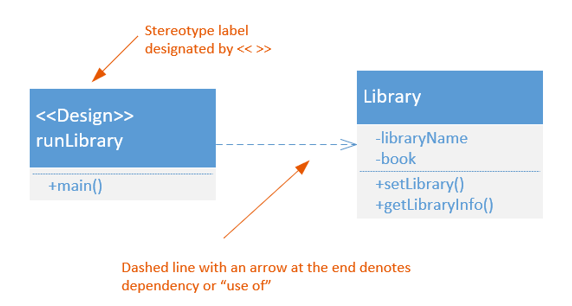 Stereotype label
designated by << >>
<<Design>>
runLibrary
+main()
Library
-libraryName
-book
+setLibrary()
+getLibraryInfo()
Dashed line with an arrow at the end denotes
dependency or “use of”